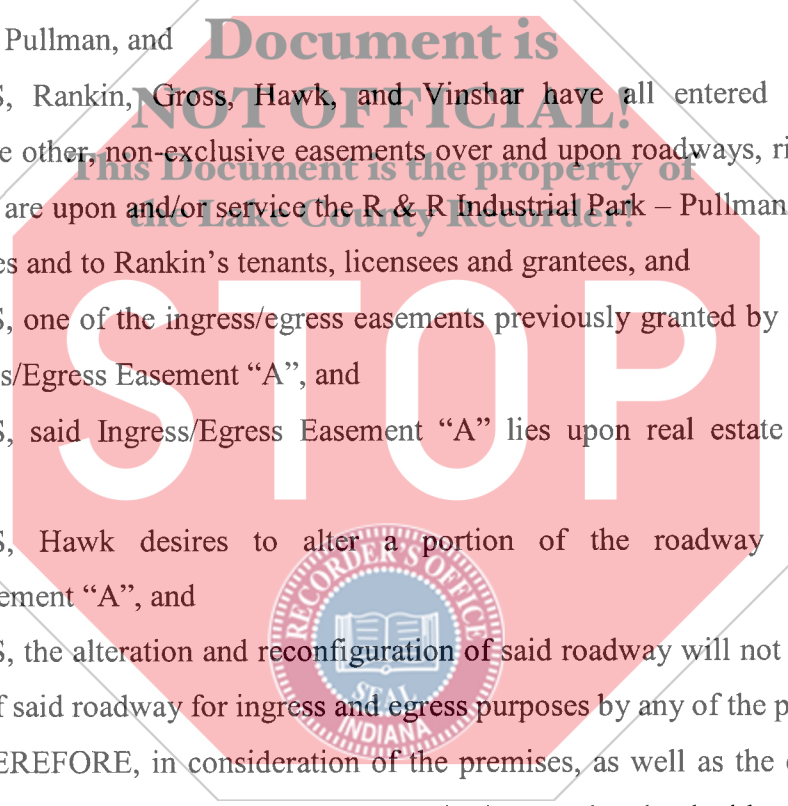 Pullman, and
Document is
S, Rankin, Gross, Hawk, and Vinshar have all entered
NOT OFFICIAL!
e other, non-exclusive easements over and upon roadways, ri
This Document is the property of
are upon and/or service the R & R Industrial Park – Pullman
the Lake County Recorder!
es and to Rankin’s tenants, licensees and grantees, and
S, one of the ingress/egress easements previously granted by
s/Egress Easement “A”, and
S, said Ingress/Egress Easement “A” lies upon real estate
STOP
S, Hawk desires to alter a portion of the roadway
ement “A”, and
S, the alteration and reconfiguration of said roadway will not
f said roadway for ingress and egress purposes by any of the p
EREFORE, in consideration of the premises, as well as the
RECORDER'S OFFICE
SEAL
INDIANA